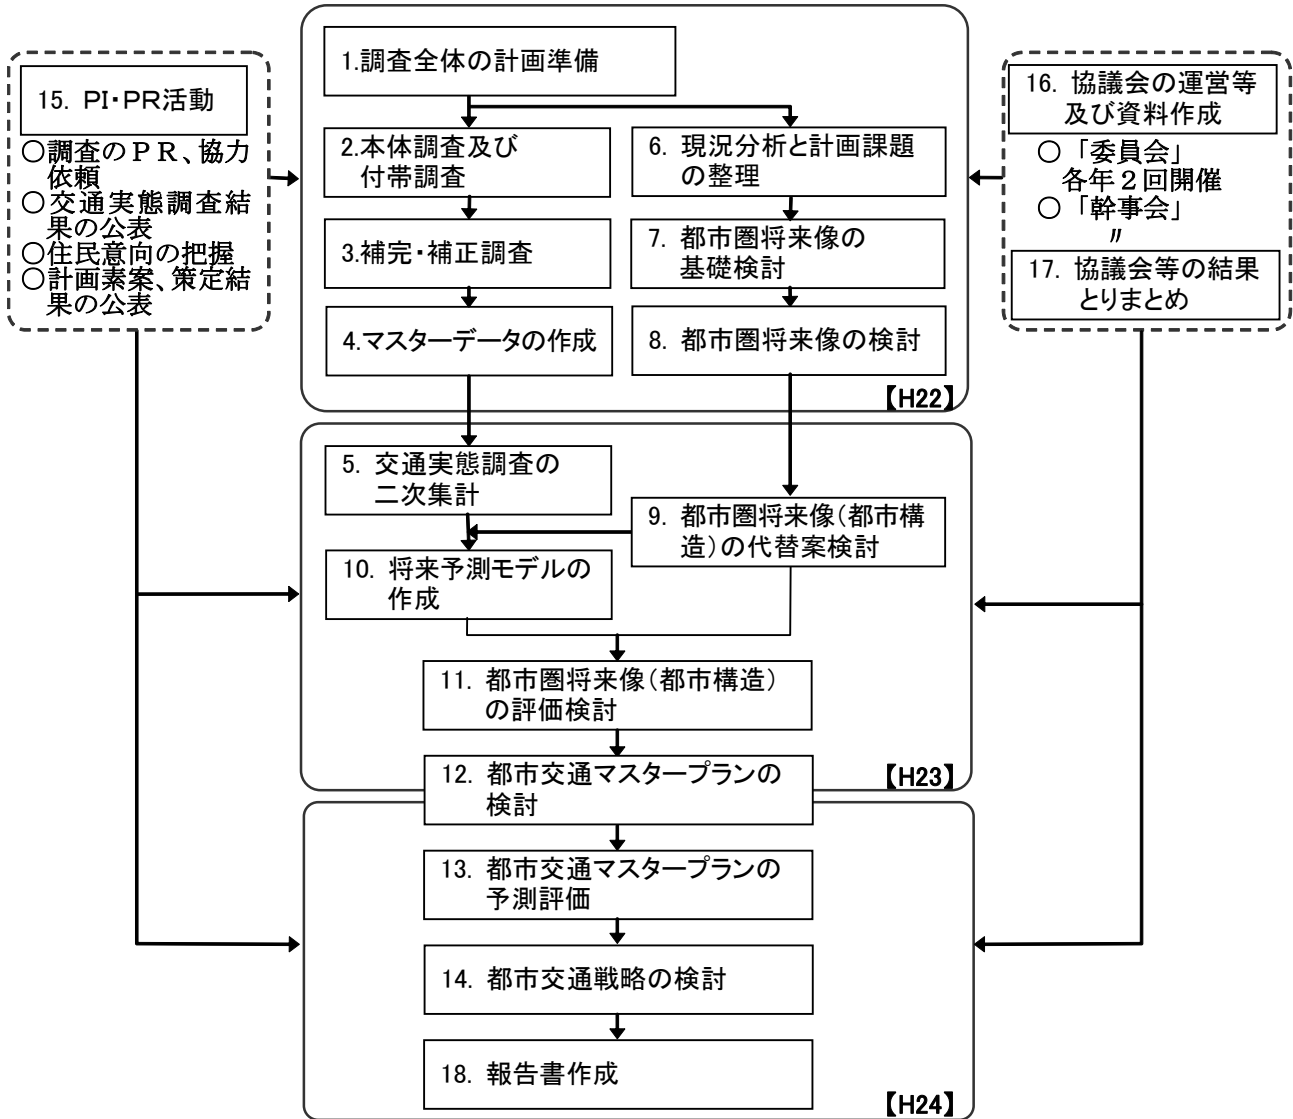 1.調査全体の計画準備
15. PI・PR活動
○調査のPR、協力
依頼
○交通実態調査結
果の公表
○住民意向の把握
○計画素案、策定結
果の公表
16. 協議会の運営等
及び資料作成
○「委員会」
各年2回開催
○「幹事会」
〃
17. 協議会等の結果
とりまとめ
2.本体調査及び
付帯調査
3.補完・補正調査
4.マスターデータの作成
6. 現況分析と計画課題
の整理
7. 都市圏将来像の
基礎検討
8. 都市圏将来像の検討
【H22】
5. 交通実態調査の
二次集計
9. 都市圏将来像(都市構
造)の代替案検討
10. 将来予測モデルの
作成
11. 都市圏将来像(都市構造)
の評価検討
12. 都市交通マスタープランの
検討
【H23】
13. 都市交通マスタープランの
予測評価
14. 都市交通戦略の検討
18. 報告書作成
【H24】